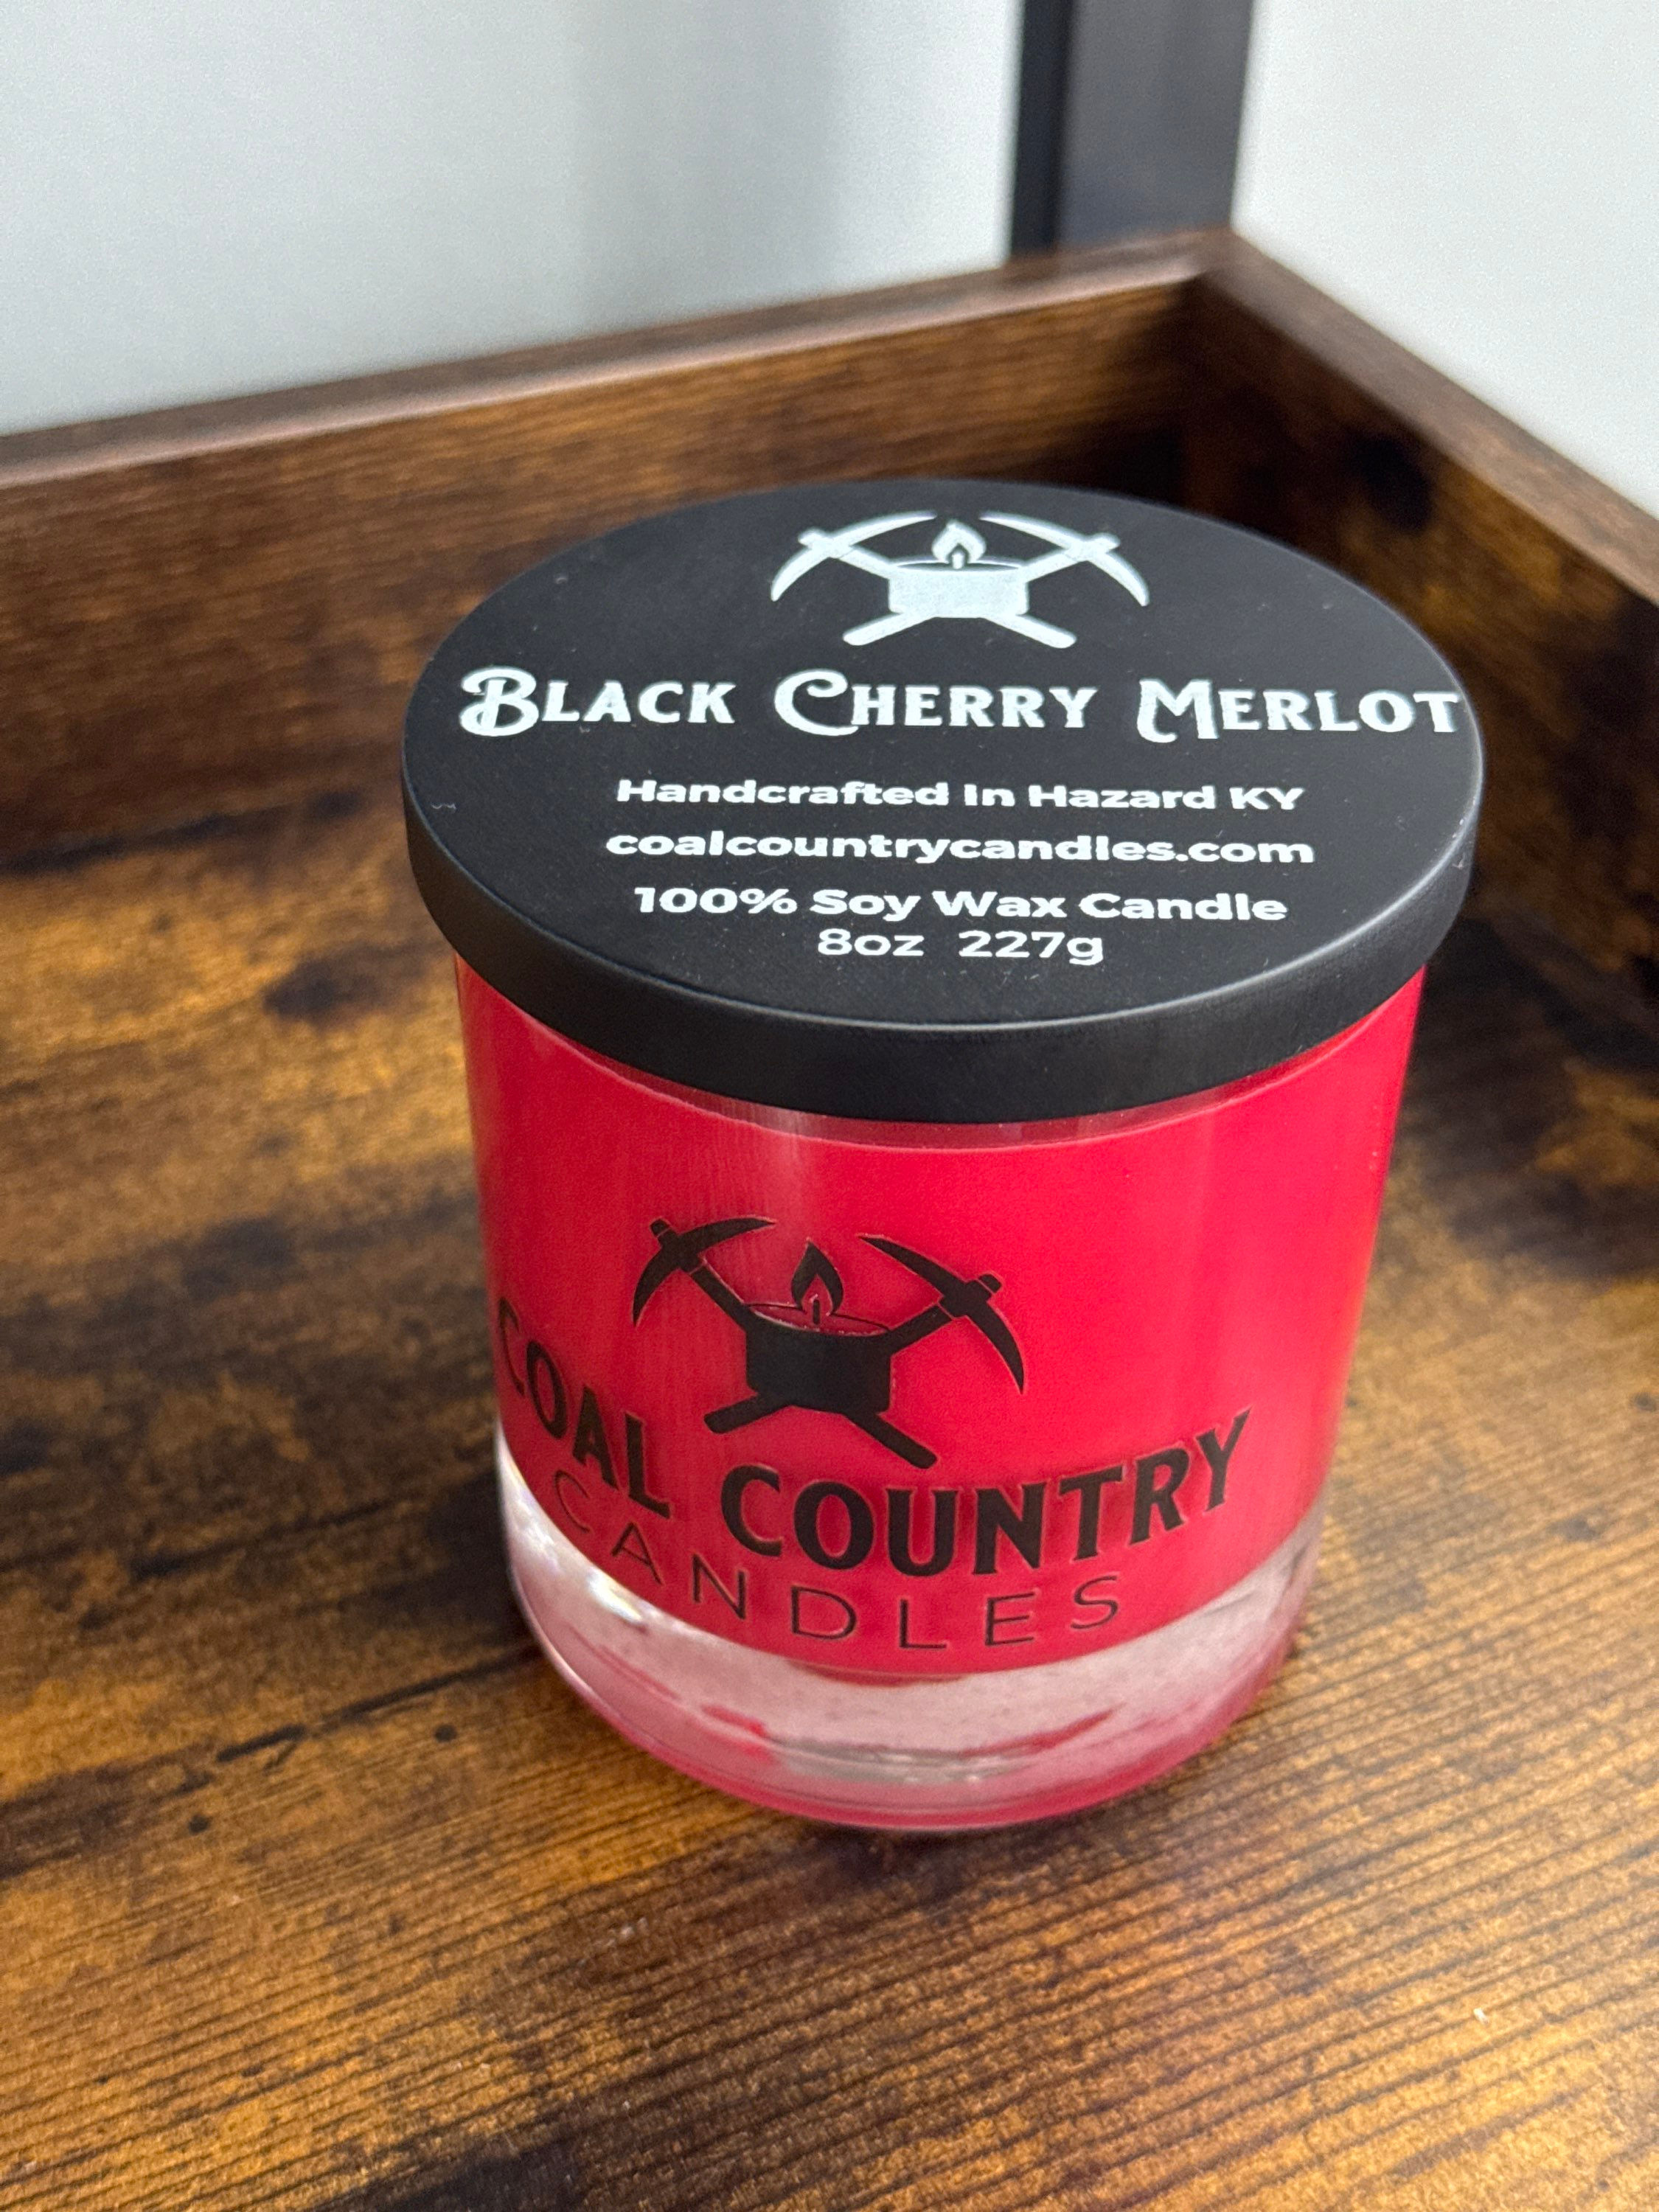 Black Cherry Merlot
Handcrafted In Hazard KY
coalcountrycandles.com
100% Soy Wax Candle
8oz 227g
COAL COUNTRY
CANDLES